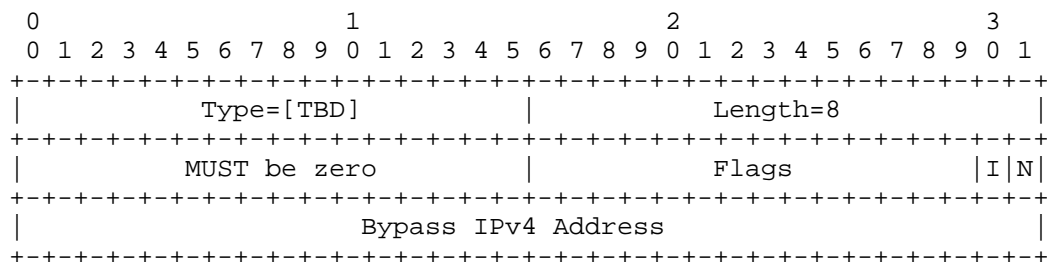 0                   1                   2                   3
 0 1 2 3 4 5 6 7 8 9 0 1 2 3 4 5 6 7 8 9 0 1 2 3 4 5 6 7 8 9 0 1
+-+-+-+-+-+-+-+-+-+-+-+-+-+-+-+-+-+-+-+-+-+-+-+-+-+-+-+-+-+-+-+-+
|           Type=[TBD]          |           Length=8            |
+-+-+-+-+-+-+-+-+-+-+-+-+-+-+-+-+-+-+-+-+-+-+-+-+-+-+-+-+-+-+-+-+
|          MUST be zero         |           Flags           |I|N|
+-+-+-+-+-+-+-+-+-+-+-+-+-+-+-+-+-+-+-+-+-+-+-+-+-+-+-+-+-+-+-+-+
|                     Bypass IPv4 Address                       |
+-+-+-+-+-+-+-+-+-+-+-+-+-+-+-+-+-+-+-+-+-+-+-+-+-+-+-+-+-+-+-+-+